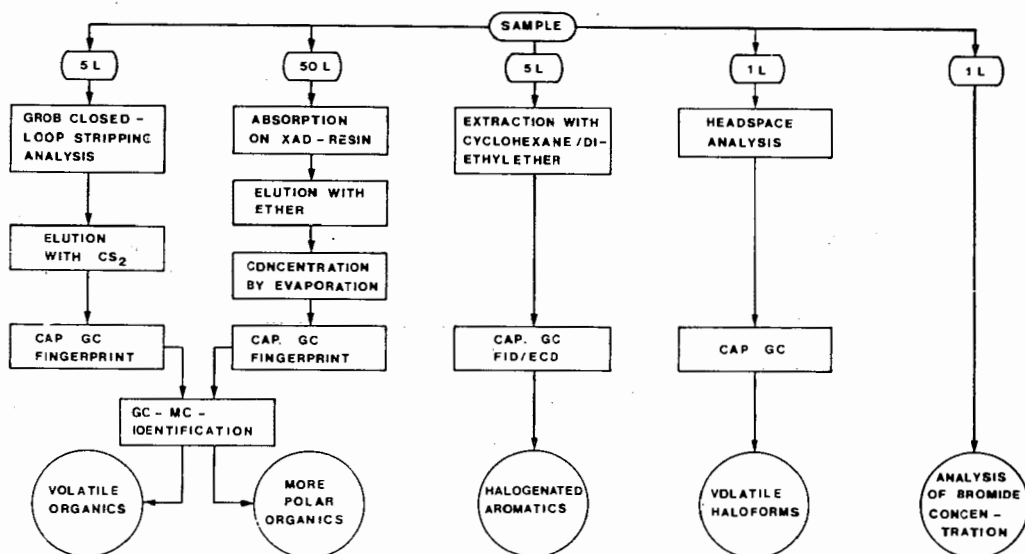 SAMPLE
5 L
50 L
5 L
1 L
1 L
GROB CLOSED-
LOOP STRIPPING
ANALYSIS
ABSORPTION
ON XAD-RESIN
EXTRACTION WITH
CYCLOHEXANE/DI-
ETHYLETHER
HEADSPACE
ANALYSIS
ELUTION WITH
ETHER
ELUTION
WITH CS₂
CONCENTRATION
BY EVAPORATION
CAP GC
FINGERPRINT
CAP. GC
FINGERPRINT
CAP. GC
FID/ECD
CAP GC
GC-MC-
IDENTIFICATION
VOLATILE
ORGANICS
MORE
POLAR
ORGANICS
HALOGENATED
AROMATICS
VOLATILE
HALOFORMS
ANALYSIS
OF BROMIDE
CONCEN-
TRATION